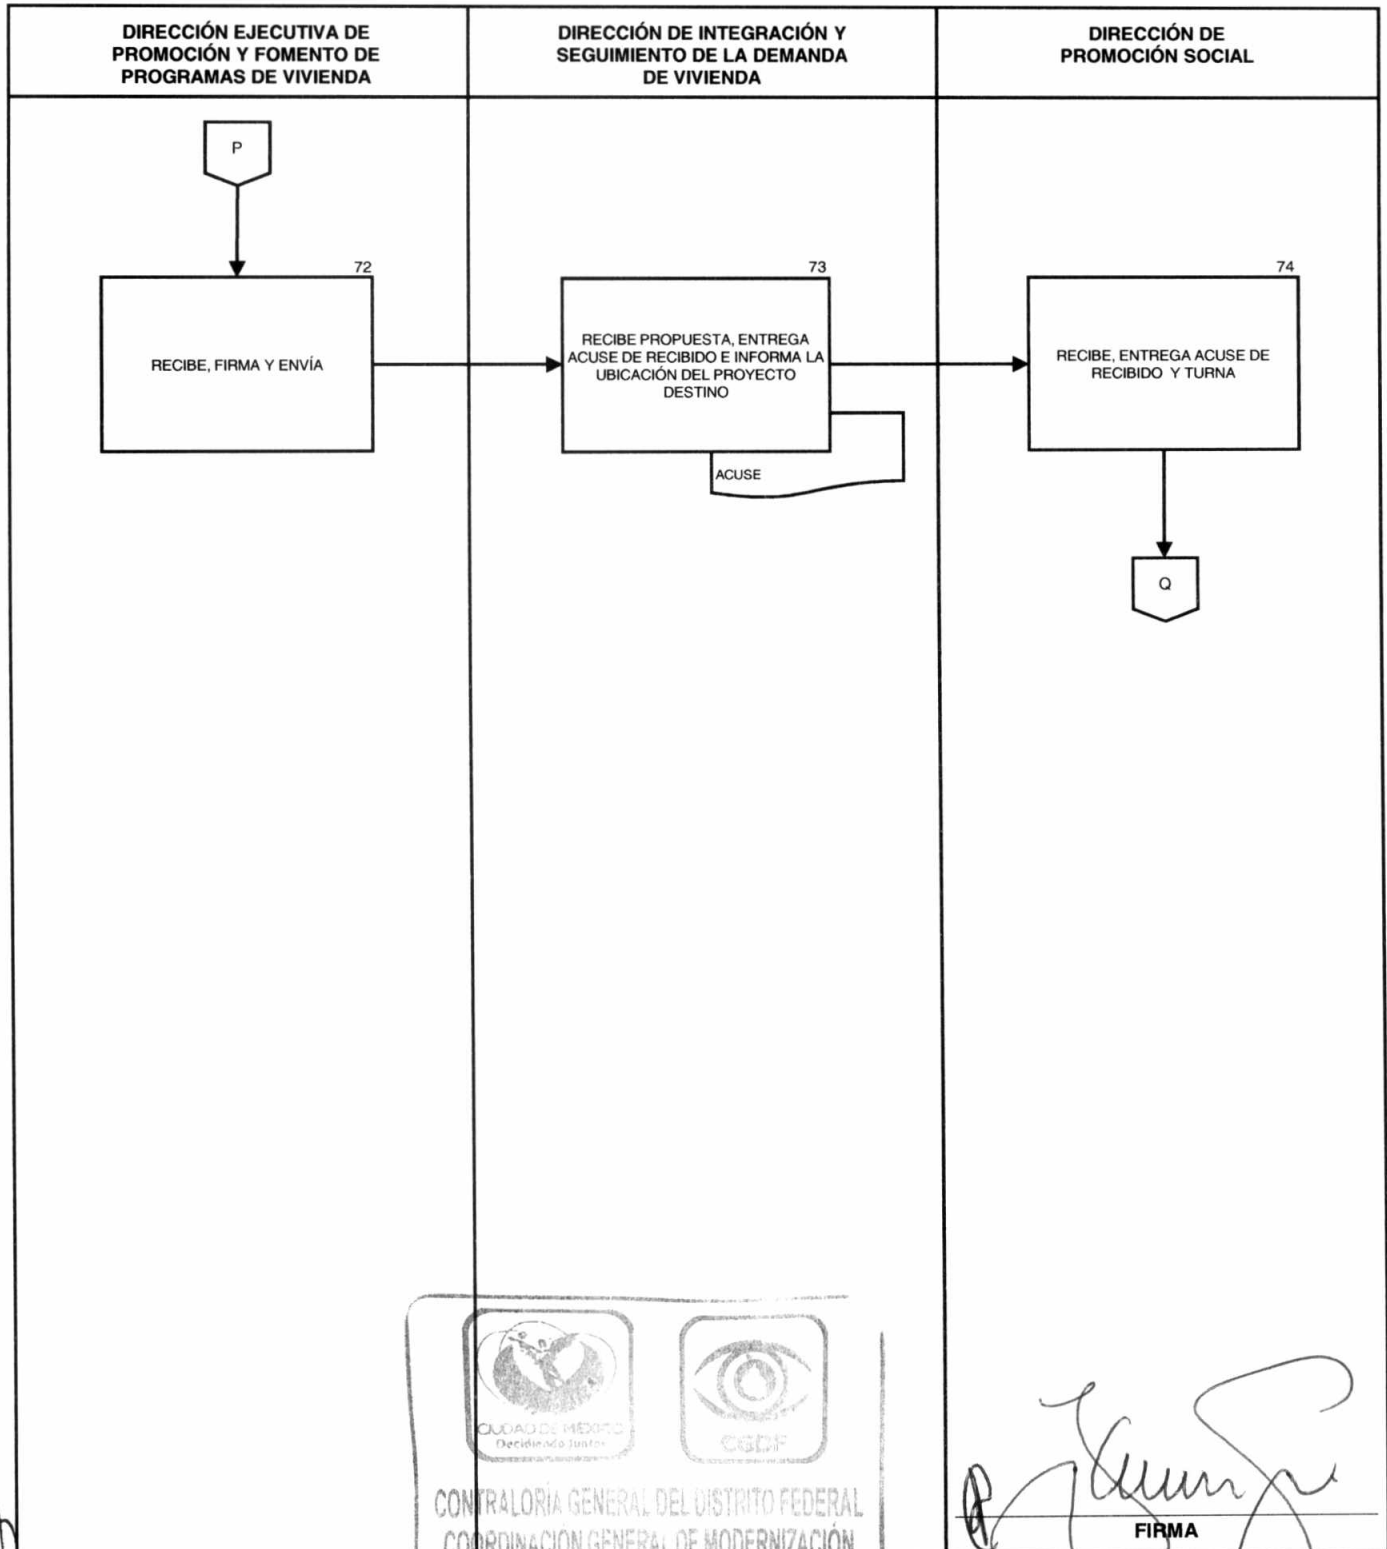 DIRECCIÓN EJECUTIVA DE
PROMOCIÓN Y FOMENTO DE
PROGRAMAS DE VIVIENDA
DIRECCIÓN DE INTEGRACIÓN Y
SEGUIMIENTO DE LA DEMANDA
DE VIVIENDA
DIRECCIÓN DE
PROMOCIÓN SOCIAL
P
72
RECIBE, FIRMA Y ENVÍA
73
RECIBE PROPUESTA, ENTREGA
ACUSE DE RECIBIDO E INFORMA LA
UBICACIÓN DEL PROYECTO
DESTINO
ACUSE
74
RECIBE, ENTREGA ACUSE DE
RECIBIDO Y TURNA
Q
CIUDAD DE MÉXICO
Decidiendo Juntos
CGDF
CONTRALORÍA GENERAL DEL DISTRITO FEDERAL
COORDINACIÓN GENERAL DE MODERNIZACIÓN
FIRMA